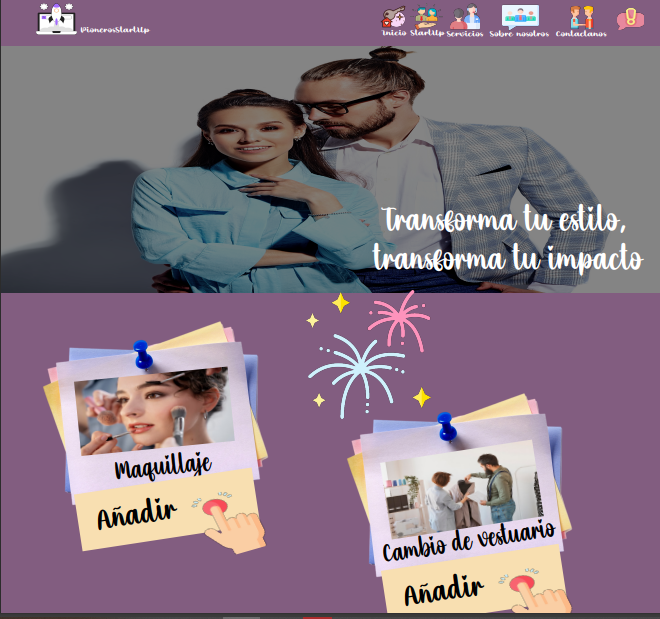 PionerosStartUp
Inicio StartUp Servicios Sobre nosotros Contactanos
Transforma tu estilo,
transforma tu impacto
Maquillaje
Añadir
Cambio de vestuario
Añadir